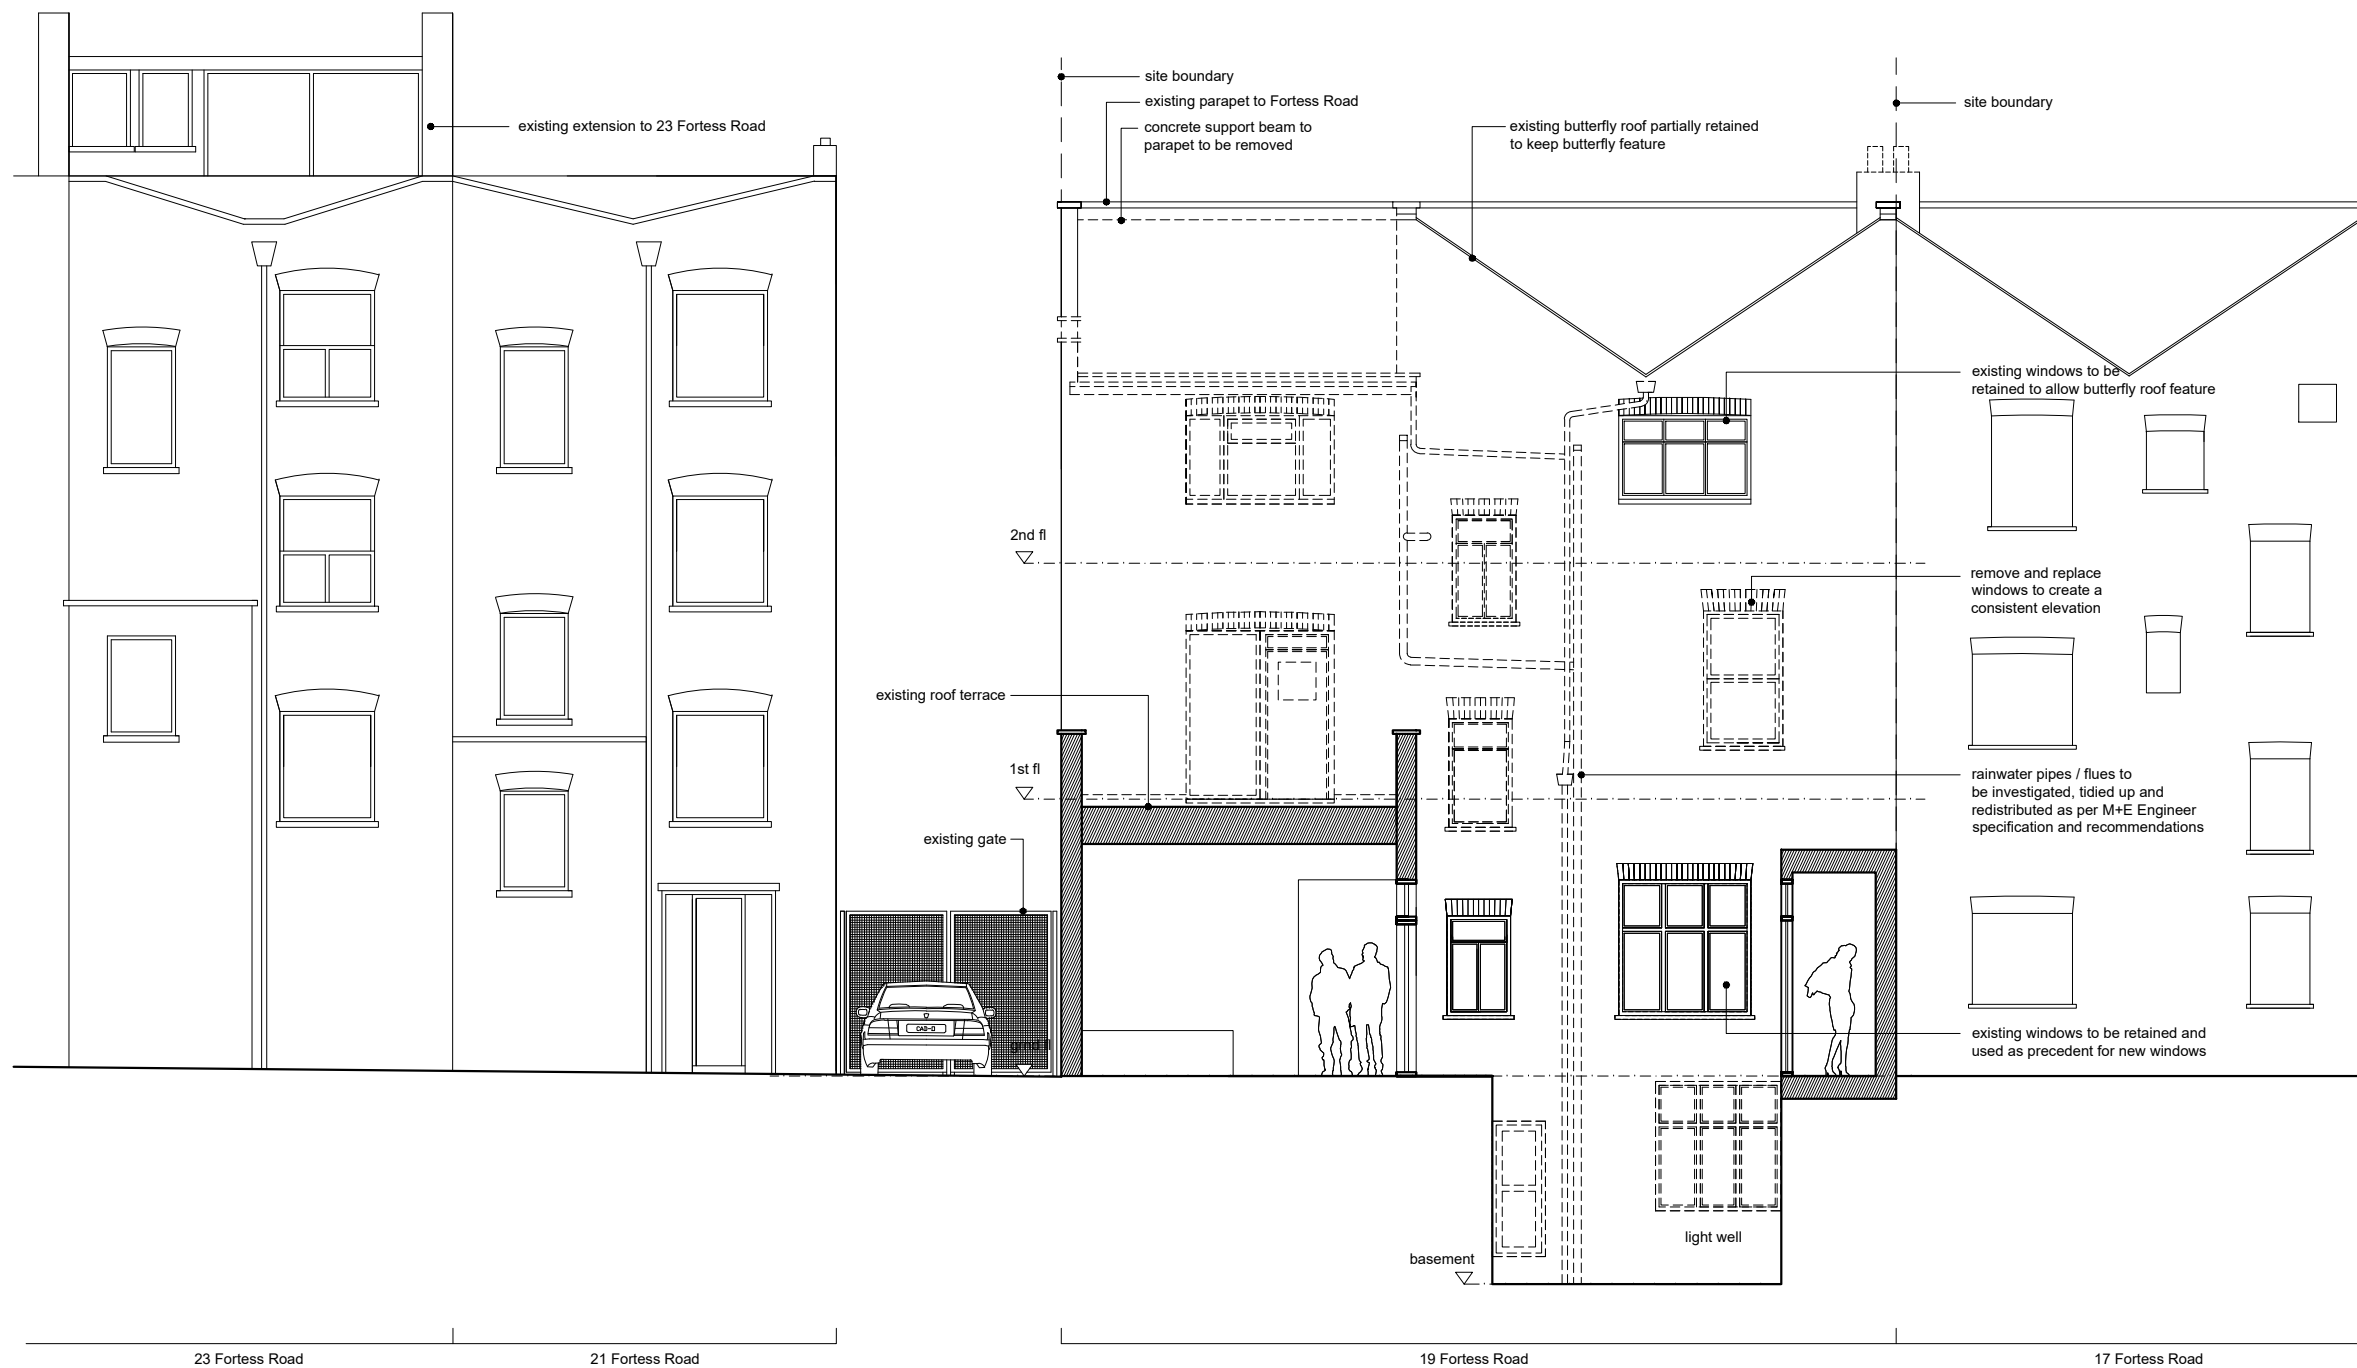 site boundary
existing parapet to Fortess Road
concrete support beam to
parapet to be removed
existing extension to 23 Fortess Road
existing butterfly roof partially retained
to keep butterfly feature
site boundary
existing windows to be
retained to allow butterfly roof feature
2nd fl
remove and replace
windows to create a
consistent elevation
existing roof terrace
1st fl
rainwater pipes / flues to
be investigated, tidied up and
redistributed as per M+E Engineer
specification and recommendations
existing gate
CAD-0
grnd fl
existing windows to be retained and
used as precedent for new windows
light well
basement
23 Fortess Road
21 Fortess Road
19 Fortess Road
17 Fortess Road